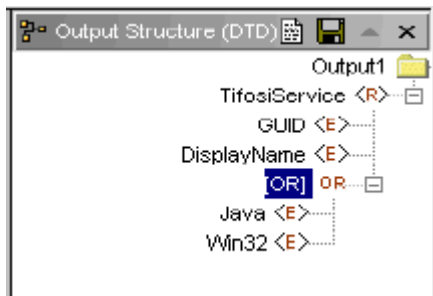 Output Structure (DTD)
Output1
TifosiService <R>
GUID <E>
DisplayName <E>
[OR] OR
Java <E>
Win32 <E>